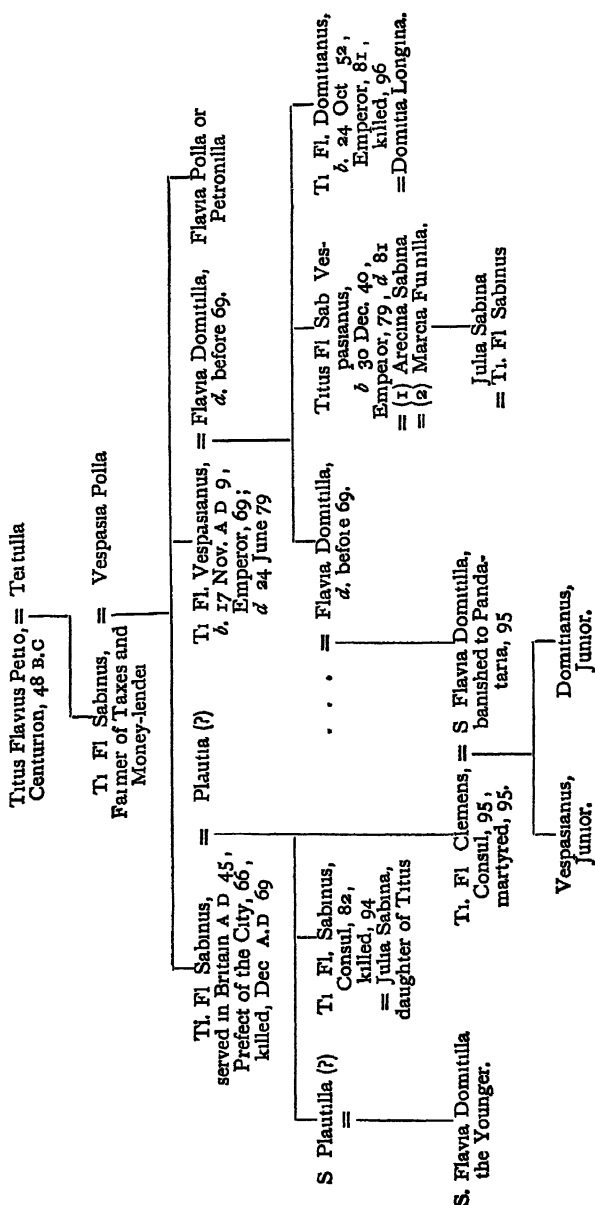 Titus Flavius Petro, = Tertulla
Centurion, 48 B.C
Ti Fl Sabinus, = Vespasia Polla
Farmer of Taxes and
Money-lender
Ti. Fl Sabinus, = Plautia (?)
served in Britain A D 45,
Prefect of the City, 66,
killed, Dec A.D 69
Ti Fl. Vespasianus, = Flavia Domitilla,
b. 17 Nov. A D 9, d. before 69.
Emperor, 69;
d 24 June 79
Flavia Polla or
Petronilla
S Plautilla (?)
=
Ti Fl. Sabinus,
Consul, 82,
killed, 94
= Julia Sabina,
daughter of Titus
. . . = Flavia Domitilla,
d. before 69.
Titus Fl Sab Ves-
pasianus,
b 30 Dec. 40,
Emperor, 79, d 81
= (1) Arecina Sabina
= (2) Marcia Furnilla.
Ti Fl. Domitianus,
b. 24 Oct 52,
Emperor, 81,
killed, 96
= Domitia Longina.
S. Flavia Domitilla
the Younger.
Ti. Fl Clemens, = S Flavia Domitilla,
Consul, 95, banished to Panda-
martyred, 95. taria, 95
Julia Sabina
= Ti. Fl Sabinus
Vespasianus,
Junior.
Domitianus,
Junior.